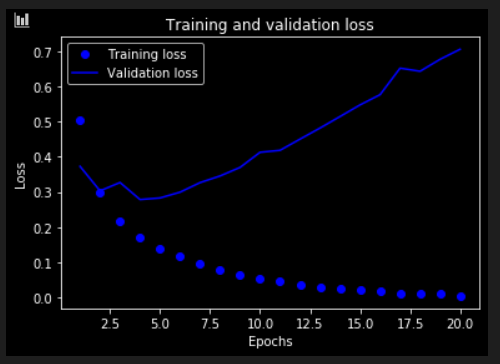 Training and validation loss
Training loss
Validation loss
Loss
0.7
0.6
0.5
0.4
0.3
0.2
0.1
0.0
2.5 5.0 7.5 10.0 12.5 15.0 17.5 20.0
Epochs